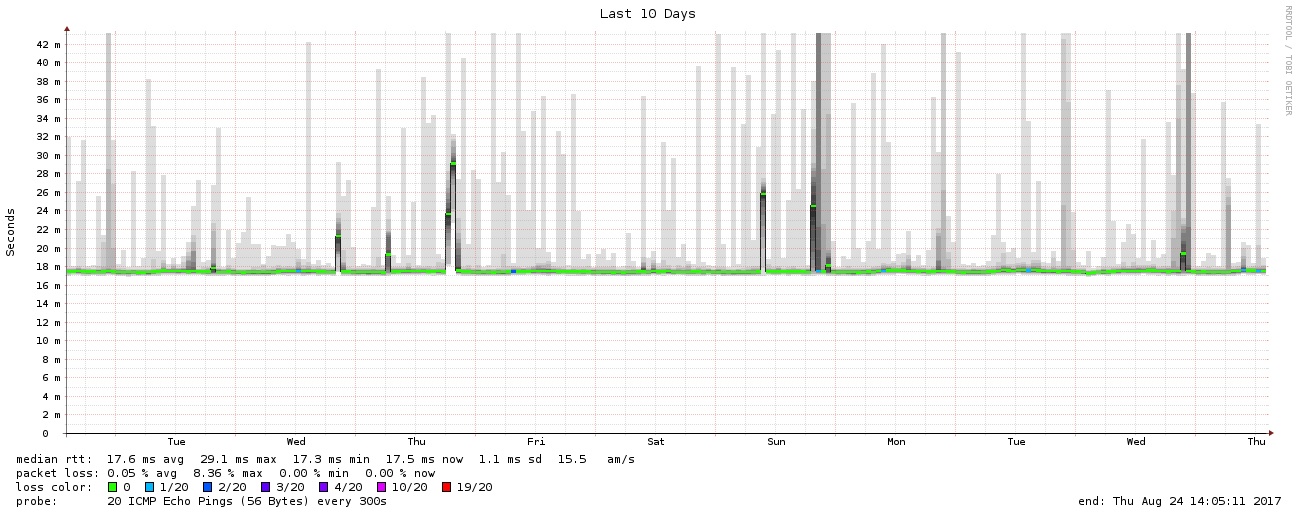 Last 10 Days
RRDTOOL / TOBI OETIKER
Seconds
42 m
40 m
38 m
36 m
34 m
32 m
30 m
28 m
26 m
24 m
22 m
20 m
18 m
16 m
14 m
12 m
10 m
8 m
6 m
4 m
2 m
0
Tue Wed Thu Fri Sat Sun Mon Tue Wed Thu
median rtt: 17.6 ms avg 29.1 ms max 17.3 ms min 17.5 ms now 1.1 ms sd 15.5 am/s
packet loss: 0.05 % avg 8.36 % max 0.00 % min 0.00 % now
loss color: 0 1/20 2/20 3/20 4/20 10/20 19/20
probe: 20 ICMP Echo Pings (56 Bytes) every 300s end: Thu Aug 24 14:05:11 2017